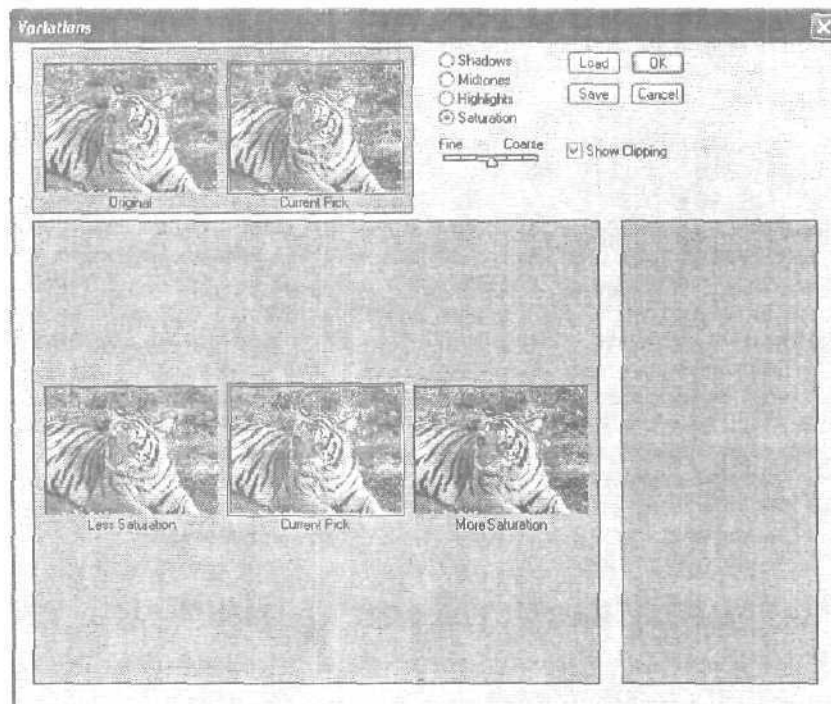 Variations
Shadows
Midtones
Highlights
Saturation
Fine Coarse
Load OK
Save Cancel
Show Clipping
Original Current Pick
Less Saturation Current Pick More Saturation